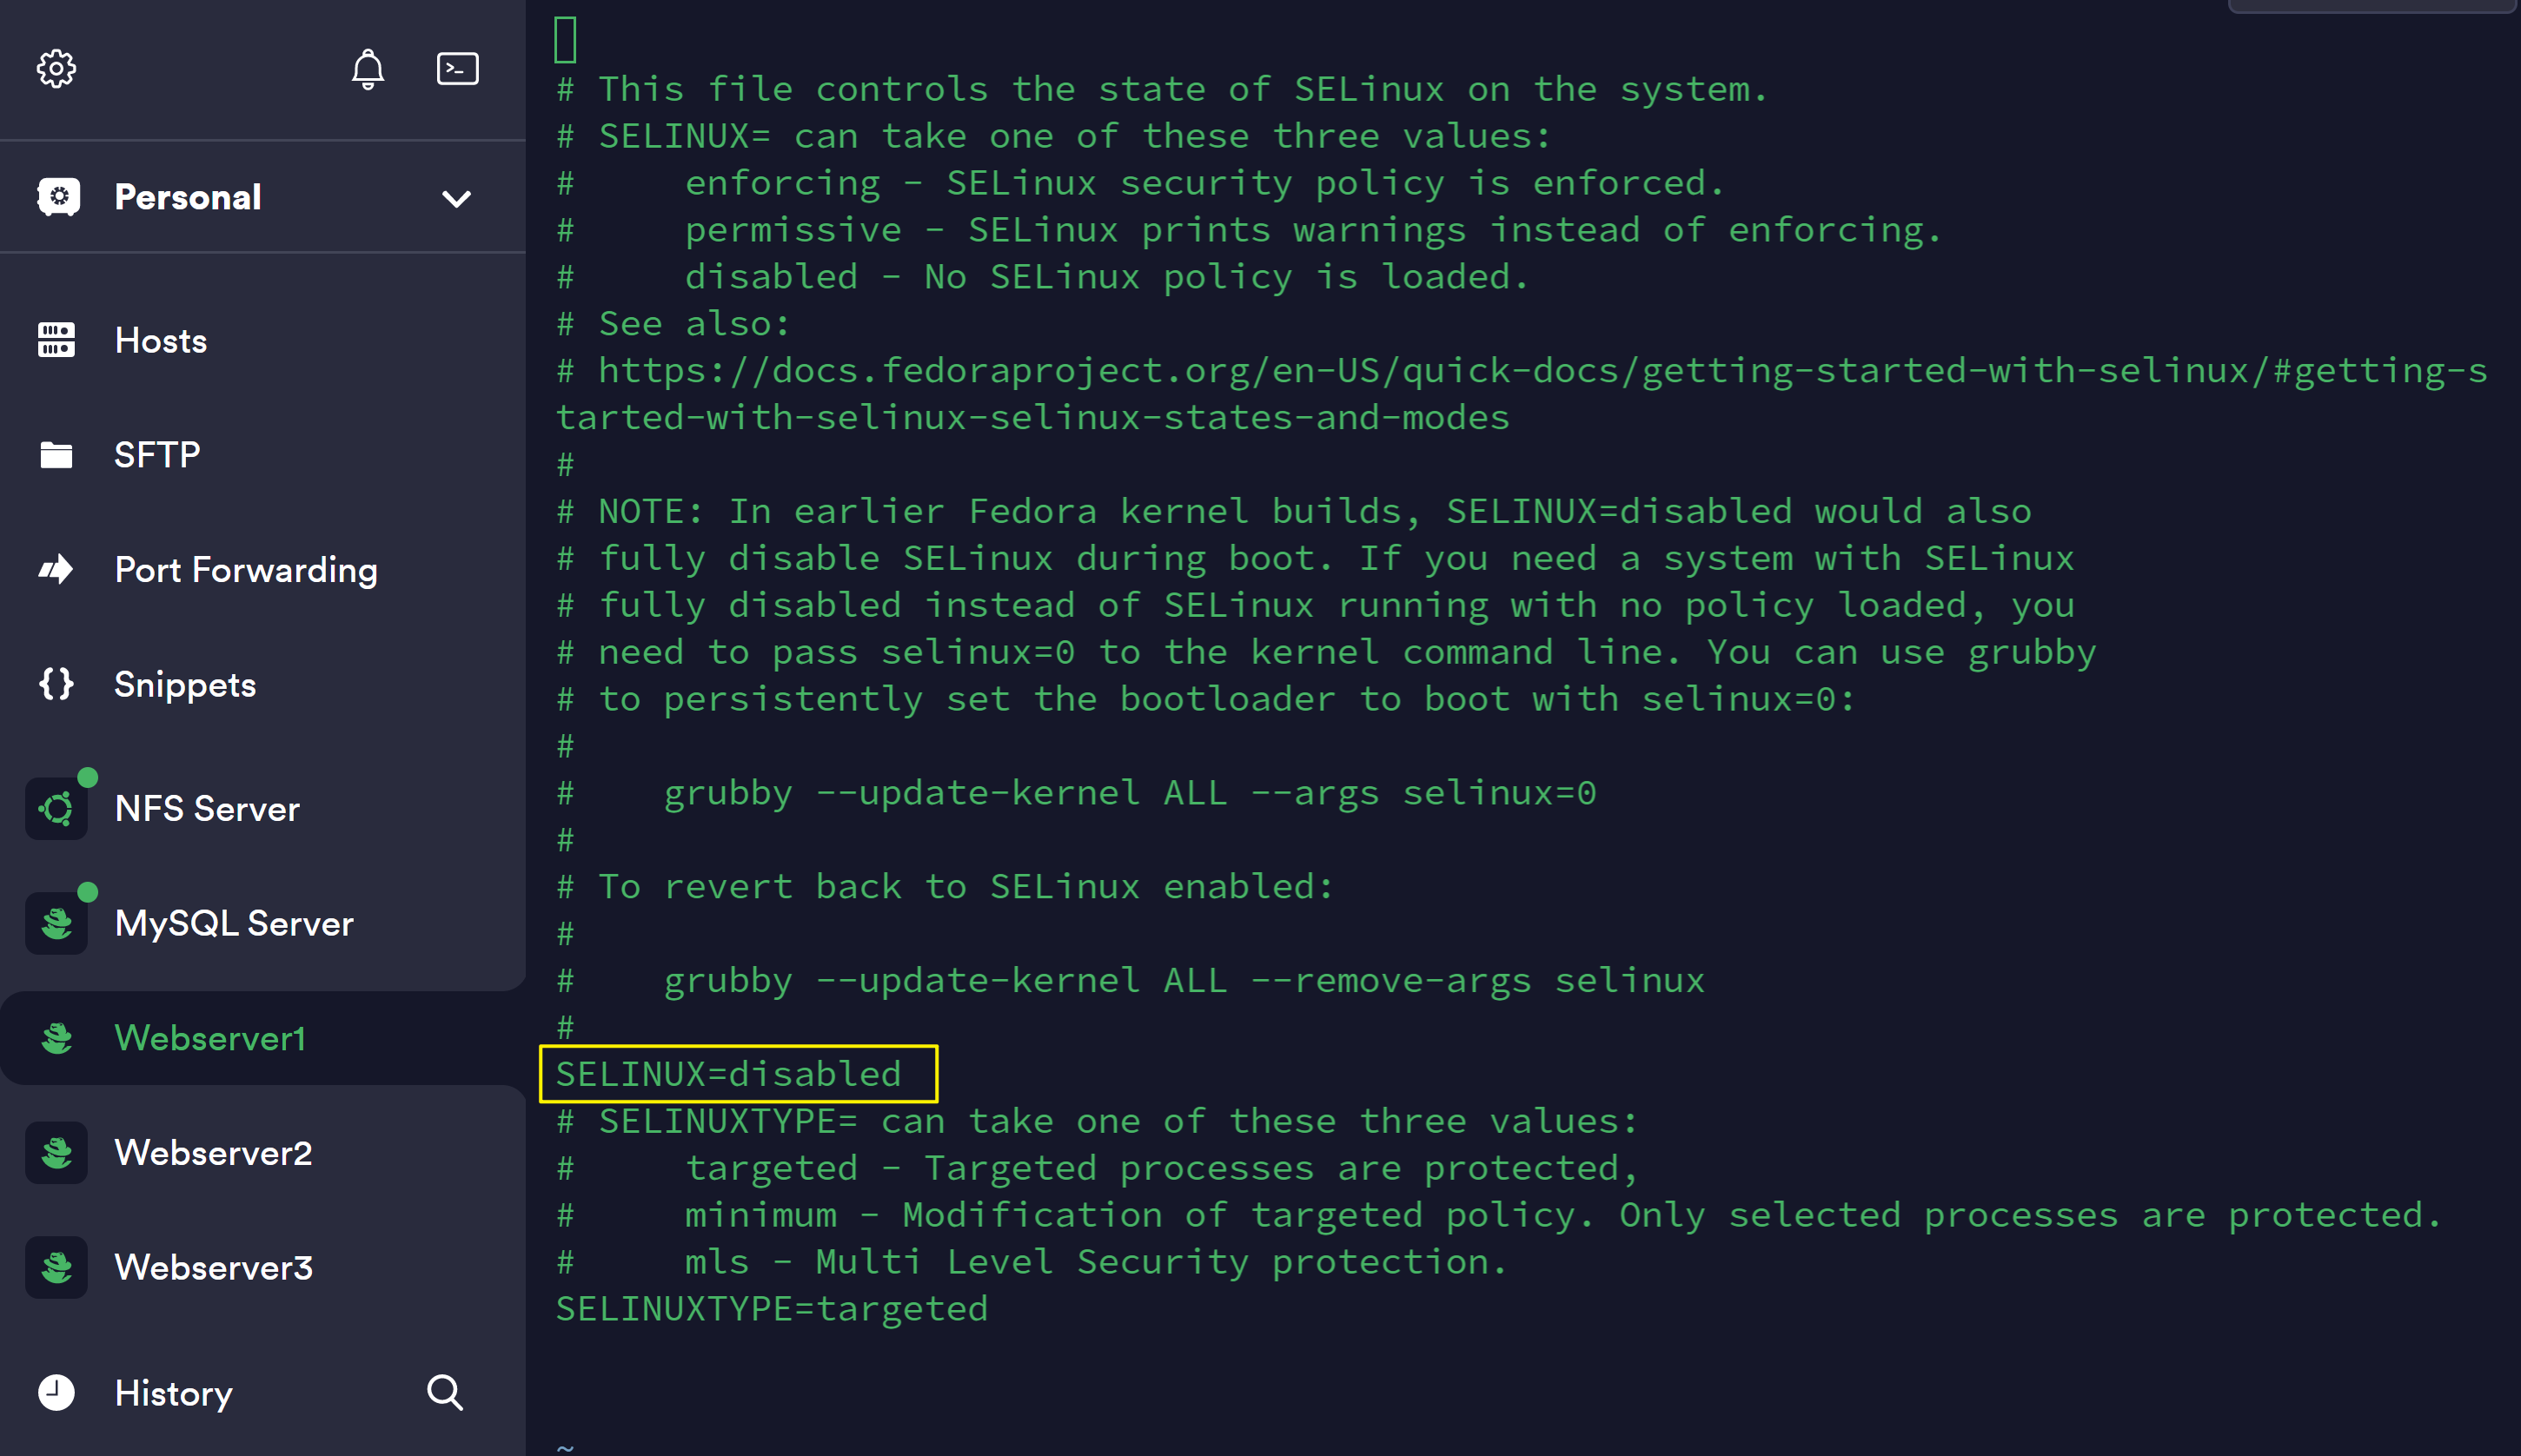 Personal
Hosts
SFTP
Port Forwarding
Snippets
NFS Server
MySQL Server
Webserver1
Webserver2
Webserver3
History
# This file controls the state of SELinux on the system.
# SELINUX= can take one of these three values:
#     enforcing - SELinux security policy is enforced.
#     permissive - SELinux prints warnings instead of enforcing.
#     disabled - No SELinux policy is loaded.
# See also:
# https://docs.fedoraproject.org/en-US/quick-docs/getting-started-with-selinux/#getting-s
tarted-with-selinux-selinux-states-and-modes
#
# NOTE: In earlier Fedora kernel builds, SELINUX=disabled would also
# fully disable SELinux during boot. If you need a system with SELinux
# fully disabled instead of SELinux running with no policy loaded, you
# need to pass selinux=0 to the kernel command line. You can use grubby
# to persistently set the bootloader to boot with selinux=0:
#
#    grubby --update-kernel ALL --args selinux=0
#
# To revert back to SELinux enabled:
#
#    grubby --update-kernel ALL --remove-args selinux
#
SELINUX=disabled
# SELINUXTYPE= can take one of these three values:
#     targeted - Targeted processes are protected,
#     minimum - Modification of targeted policy. Only selected processes are protected.
#     mls - Multi Level Security protection.
SELINUXTYPE=targeted
~